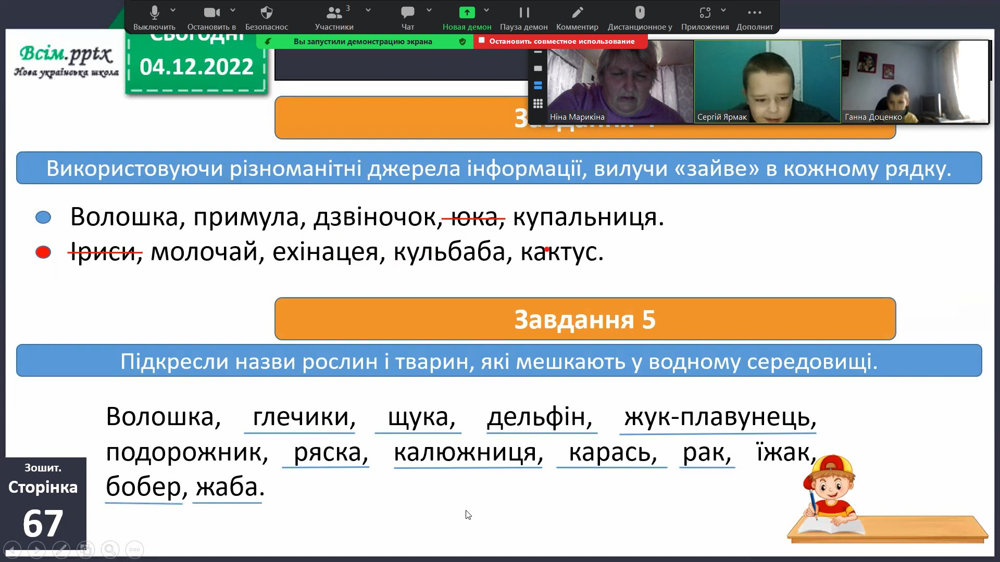 3
Выключить
Остановить в
Безопаснос
Участники
Чат
Новая демон
Пауза демон
Комментир
Дистанционное у
Приложения
Дополнит
Вы запустили демонстрацию экрана
Остановить совместное использование
Всім.pptx
Нова українська школа
Сьогодні
04.12.2022
Ніна Марикіна
Сергій Ярмак
Ганна Доценко
Використовуючи різноманітні джерела інформації, вилучи «зайве» в кожному рядку.
Волошка, примула, дзвіночок, юка, купальниця.
Іриси, молочай, ехінацея, кульбаба, кактус.
Завдання 5
Підкресли назви рослин і тварин, які мешкають у водному середовищі.
Волошка, глечики, щука, дельфін, жук-плавунець,
подорожник, ряска, калюжниця, карась, рак, їжак,
бобер, жаба.
Зошит.
Сторінка
67